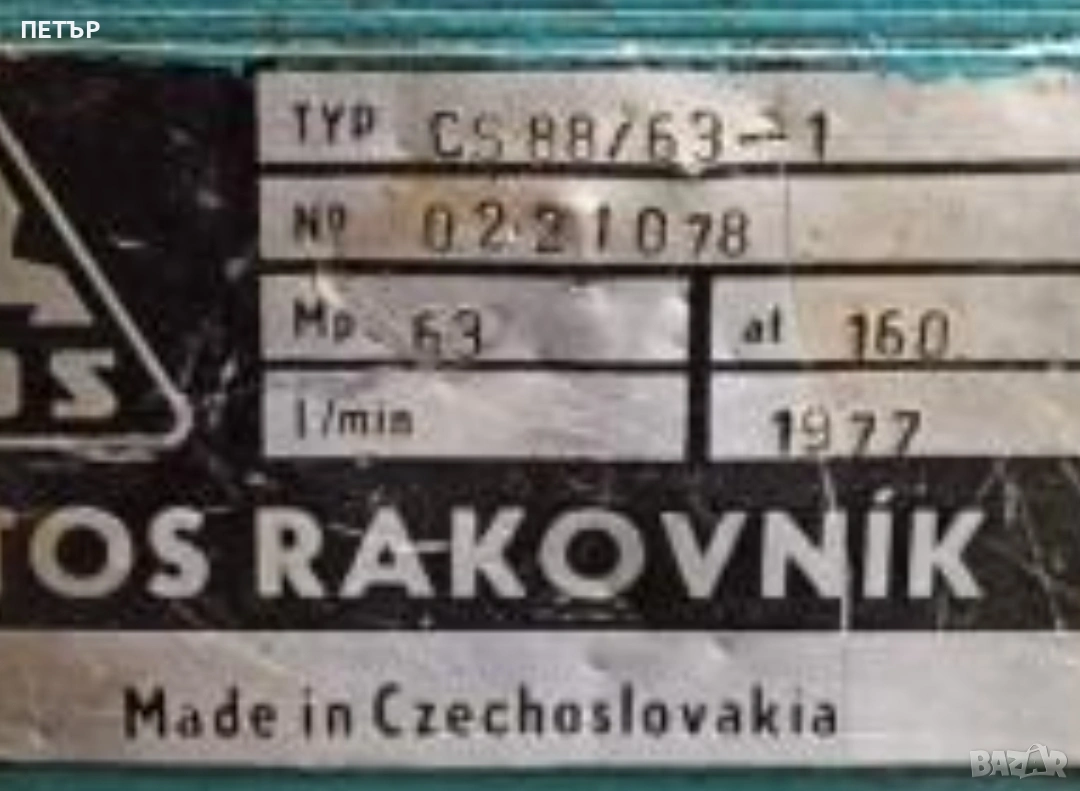 ПЕТЪР
TYP CS 88/63-1
No 0221078
Mp 63 at 160
l/min 1977
TOS RAKOVNÍK
Made in Czechoslovakia
BAZAR